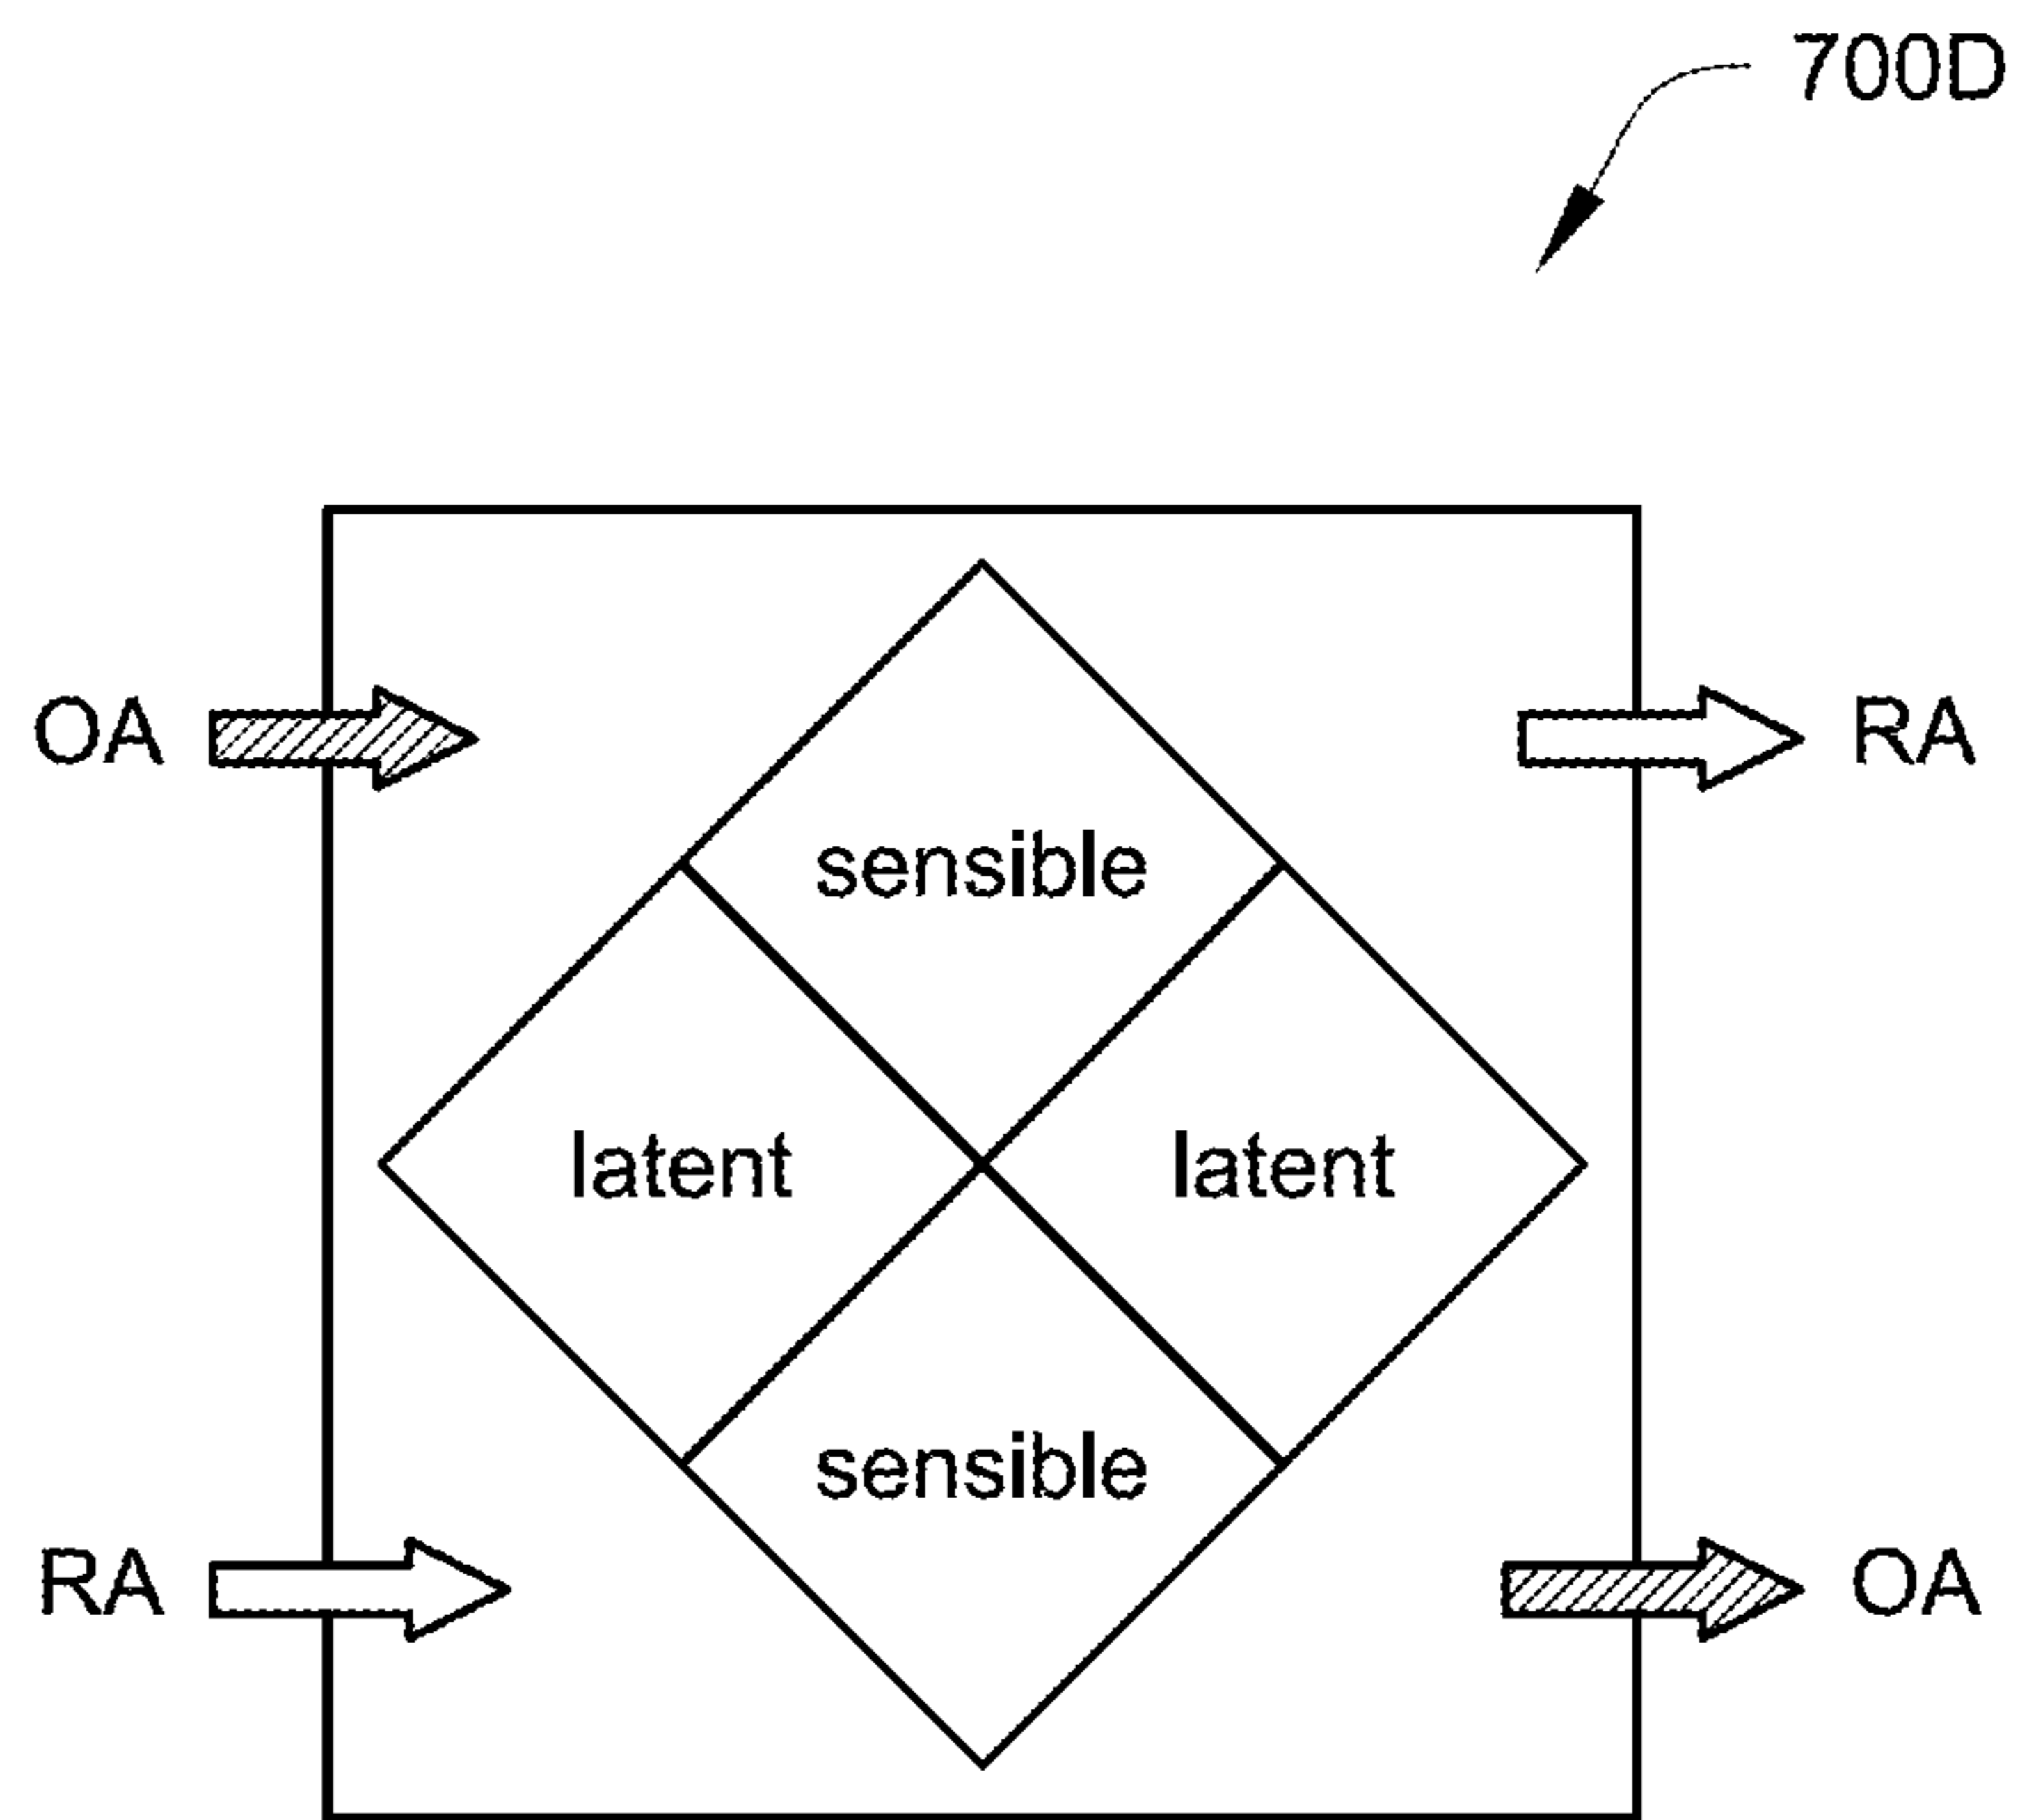 700D
OA
RA
sensible
latent
latent
sensible
RA
OA